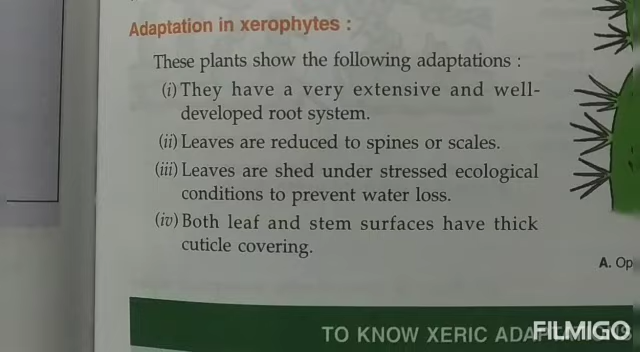 Adaptation in xerophytes :
These plants show the following adaptations :
(i) They have a very extensive and well-
developed root system.
(ii) Leaves are reduced to spines or scales.
(iii) Leaves are shed under stressed ecological
conditions to prevent water loss.
(iv) Both leaf and stem surfaces have thick
cuticle covering.
A. Op
TO KNOW XERIC ADAPTATIONS
FILMIGO